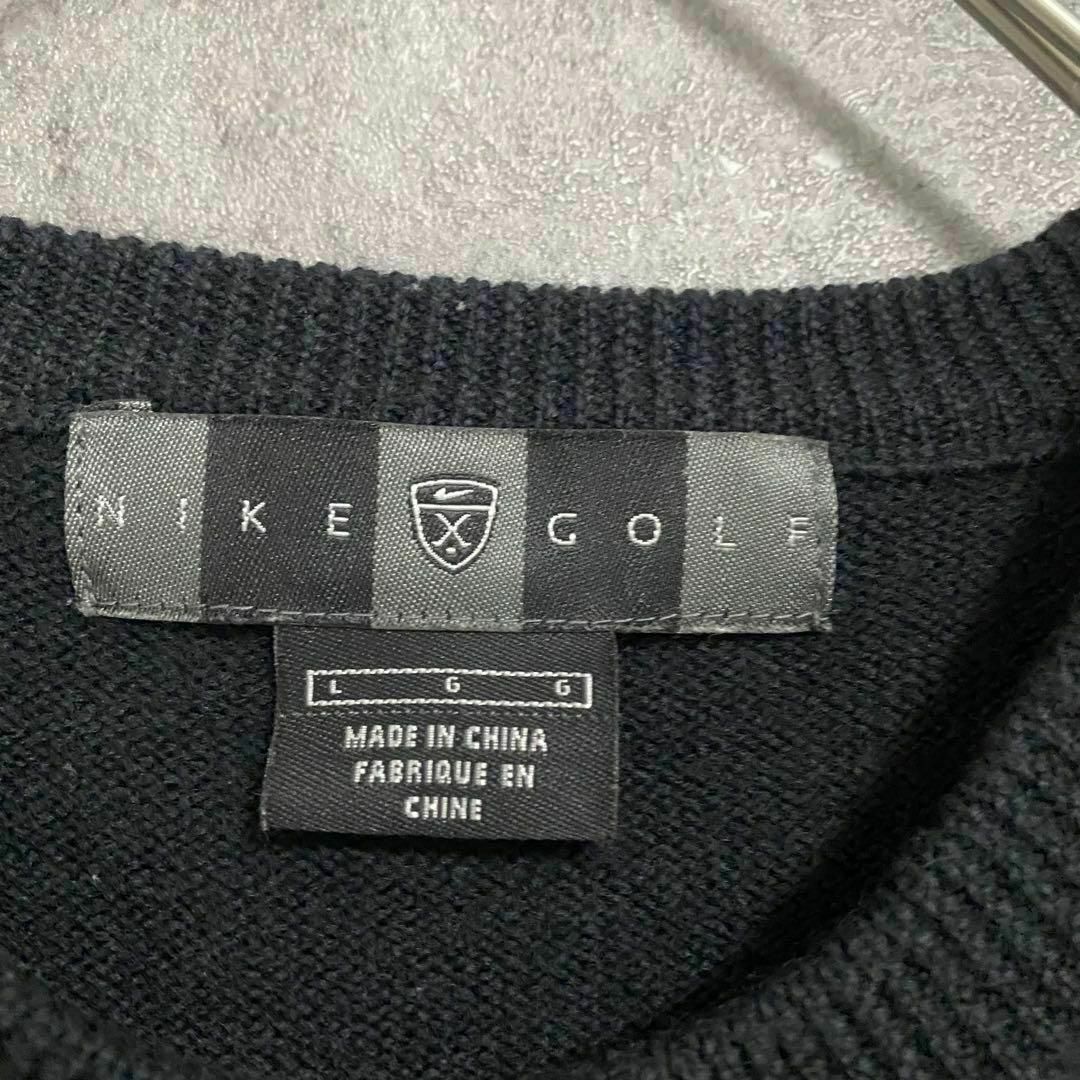 NIKE GOLF
L G G
MADE IN CHINA
FABRIQUE EN
CHINE